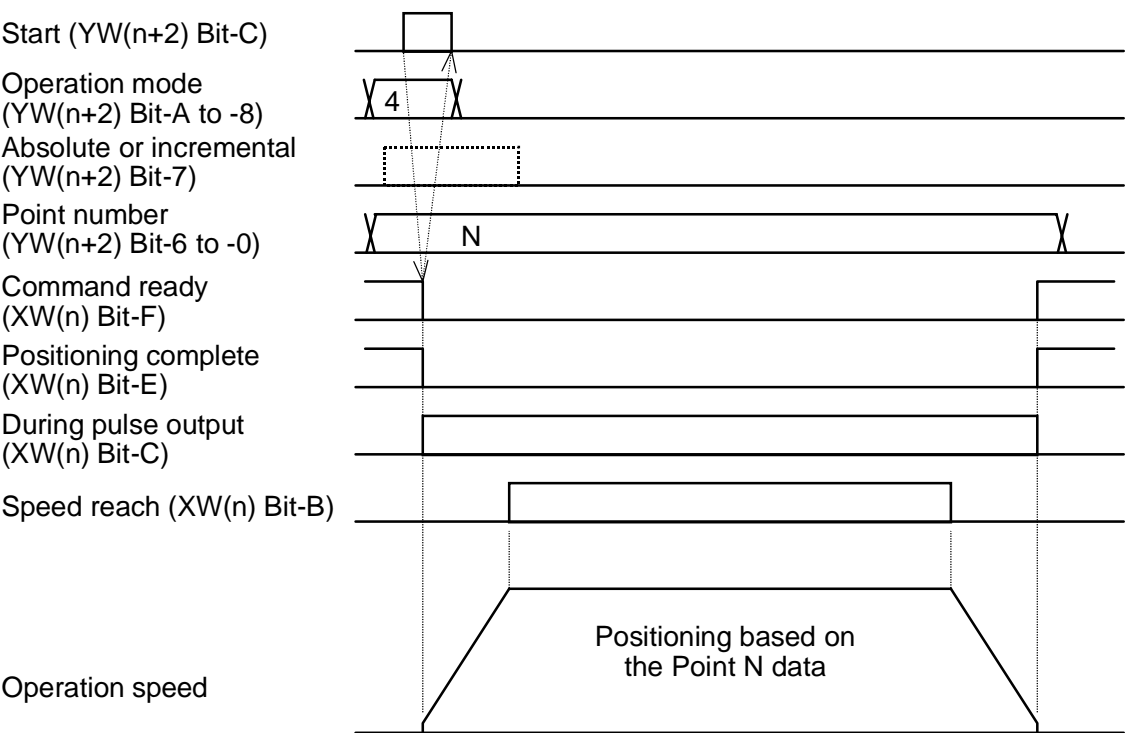 Start (YW(n+2) Bit-C)
Operation mode
(YW(n+2) Bit-A to -8)
4
Absolute or incremental
(YW(n+2) Bit-7)
Point number
(YW(n+2) Bit-6 to -0)
N
Command ready
(XW(n) Bit-F)
Positioning complete
(XW(n) Bit-E)
During pulse output
(XW(n) Bit-C)
Speed reach (XW(n) Bit-B)
Positioning based on
the Point N data
Operation speed